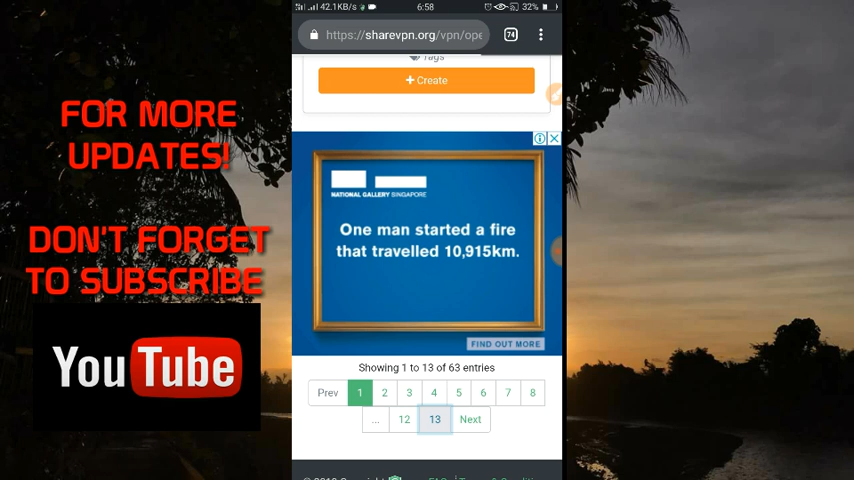 42.1KB/s
6:58
32%
https://sharevpn.org/vpn/ope
74
Tags
+ Create
FOR MORE
UPDATES!
DON'T FORGET
TO SUBSCRIBE
YouTube
NATIONAL GALLERY SINGAPORE
One man started a fire
that travelled 10,915km.
FIND OUT MORE
Showing 1 to 13 of 63 entries
Prev 1 2 3 4 5 6 7 8
... 12 13 Next